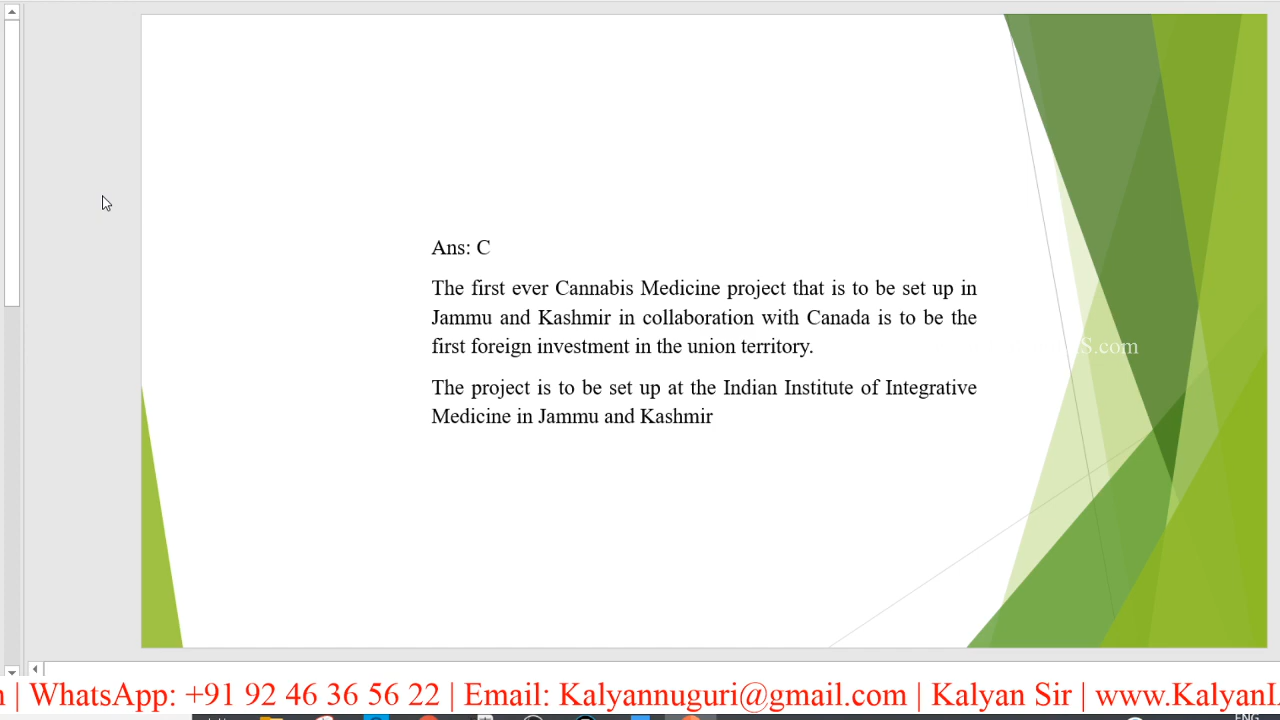 Ans: C
The first ever Cannabis Medicine project that is to be set up in
Jammu and Kashmir in collaboration with Canada is to be the
first foreign investment in the union territory.
S.com
The project is to be set up at the Indian Institute of Integrative
Medicine in Jammu and Kashmir
| WhatsApp: +91 92 46 36 56 22 | Email: Kalyannuguri@gmail.com | Kalyan Sir | www.KalyanI
ENG